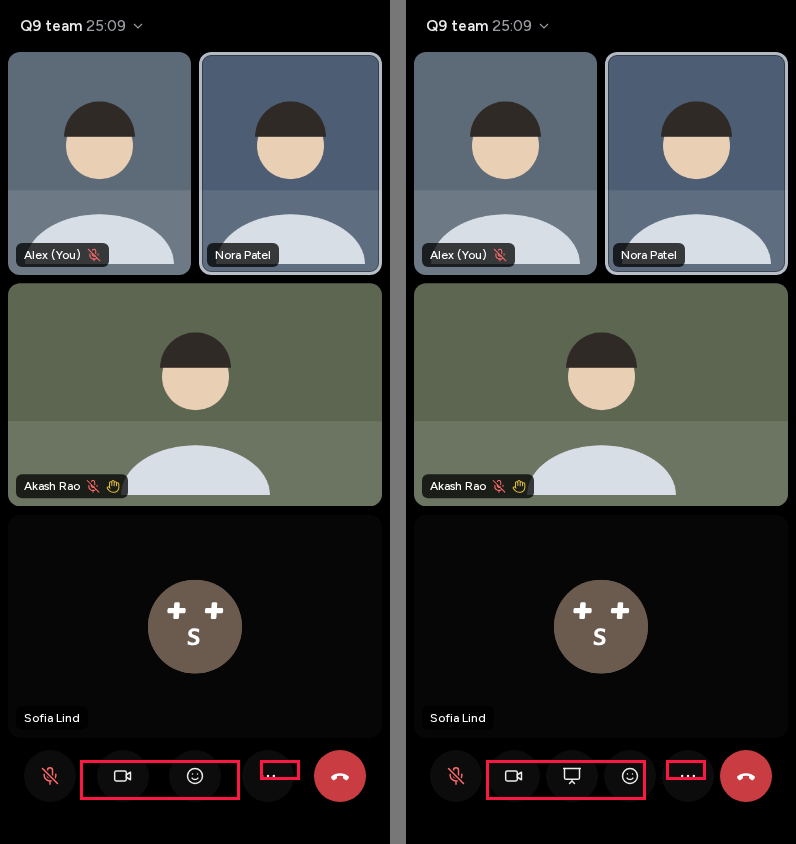 Q9 team 25:09
Q9 team 25:09
Alex (You)
Nora Patel
Alex (You)
Nora Patel
Akash Rao
Akash Rao
S
S
Sofia Lind
Sofia Lind